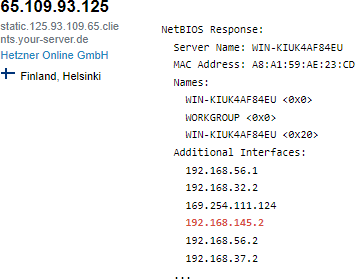 65.109.93.125
static.125.93.109.65.clie
nts.your-server.de
Hetzner Online GmbH
Finland, Helsinki
NetBIOS Response:
Server Name: WIN-KIUK4AF84EU
MAC Address: A8:A1:59:AE:23:CD
Names:
WIN-KIUK4AF84EU <0x0>
WORKGROUP <0x0>
WIN-KIUK4AF84EU <0x20>
Additional Interfaces:
192.168.56.1
192.168.32.2
169.254.111.124
192.168.145.2
192.168.56.2
192.168.37.2
...